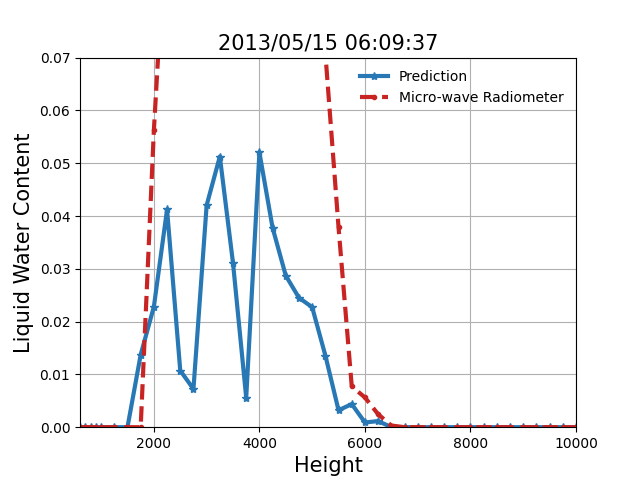 2013/05/15 06:09:37
Prediction
Micro-wave Radiometer
Liquid Water Content
0.07
0.06
0.05
0.04
0.03
0.02
0.01
0.00
2000 4000 6000 8000 10000
Height